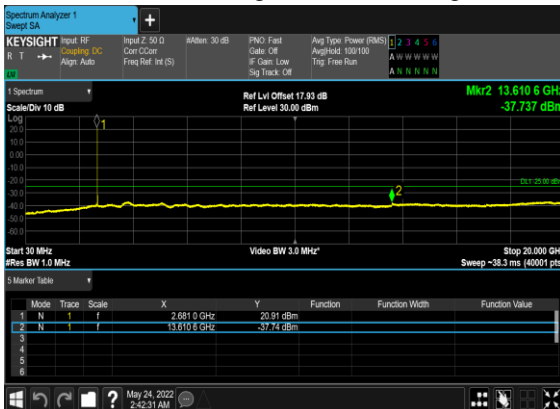 Spectrum Analyzer 1
Swept SA
+
KEYSIGHT Input: RF Input Z: 50 Ω #Atten: 30 dB PNO: Fast Avg Type: Power (RMS) 1 2 3 4 5 6
R T Coupling: DC Corr CCorr Gate: Off Avg|Hold: 100/100 A W W W W W
Align: Auto Freq Ref: Int (S) IF Gain: Low Trig: Free Run
Sig Track: Off A N N N N N
1 Spectrum Ref Lvl Offset 17.93 dB Mkr2 13.610 6 GHz
Scale/Div 10 dB Ref Level 30.00 dBm -37.737 dBm
Log
20.0
10.0
0.00
-10.0
-20.0
-30.0
-40.0
-50.0
-60.0
1
2
Start 30 MHz Video BW 3.0 MHz* Stop 20.000 GH
#Res BW 1.0 MHz Sweep ~38.3 ms (40001 pts
5 Marker Table
Mode Trace Scale X Y Function Function Width Function Value
1 N 1 f 2.681 0 GHz 20.91 dBm
2 N 1 f 13.610 6 GHz -37.74 dBm
3
4
5
6
? May 24, 2022
2:42:31 AM